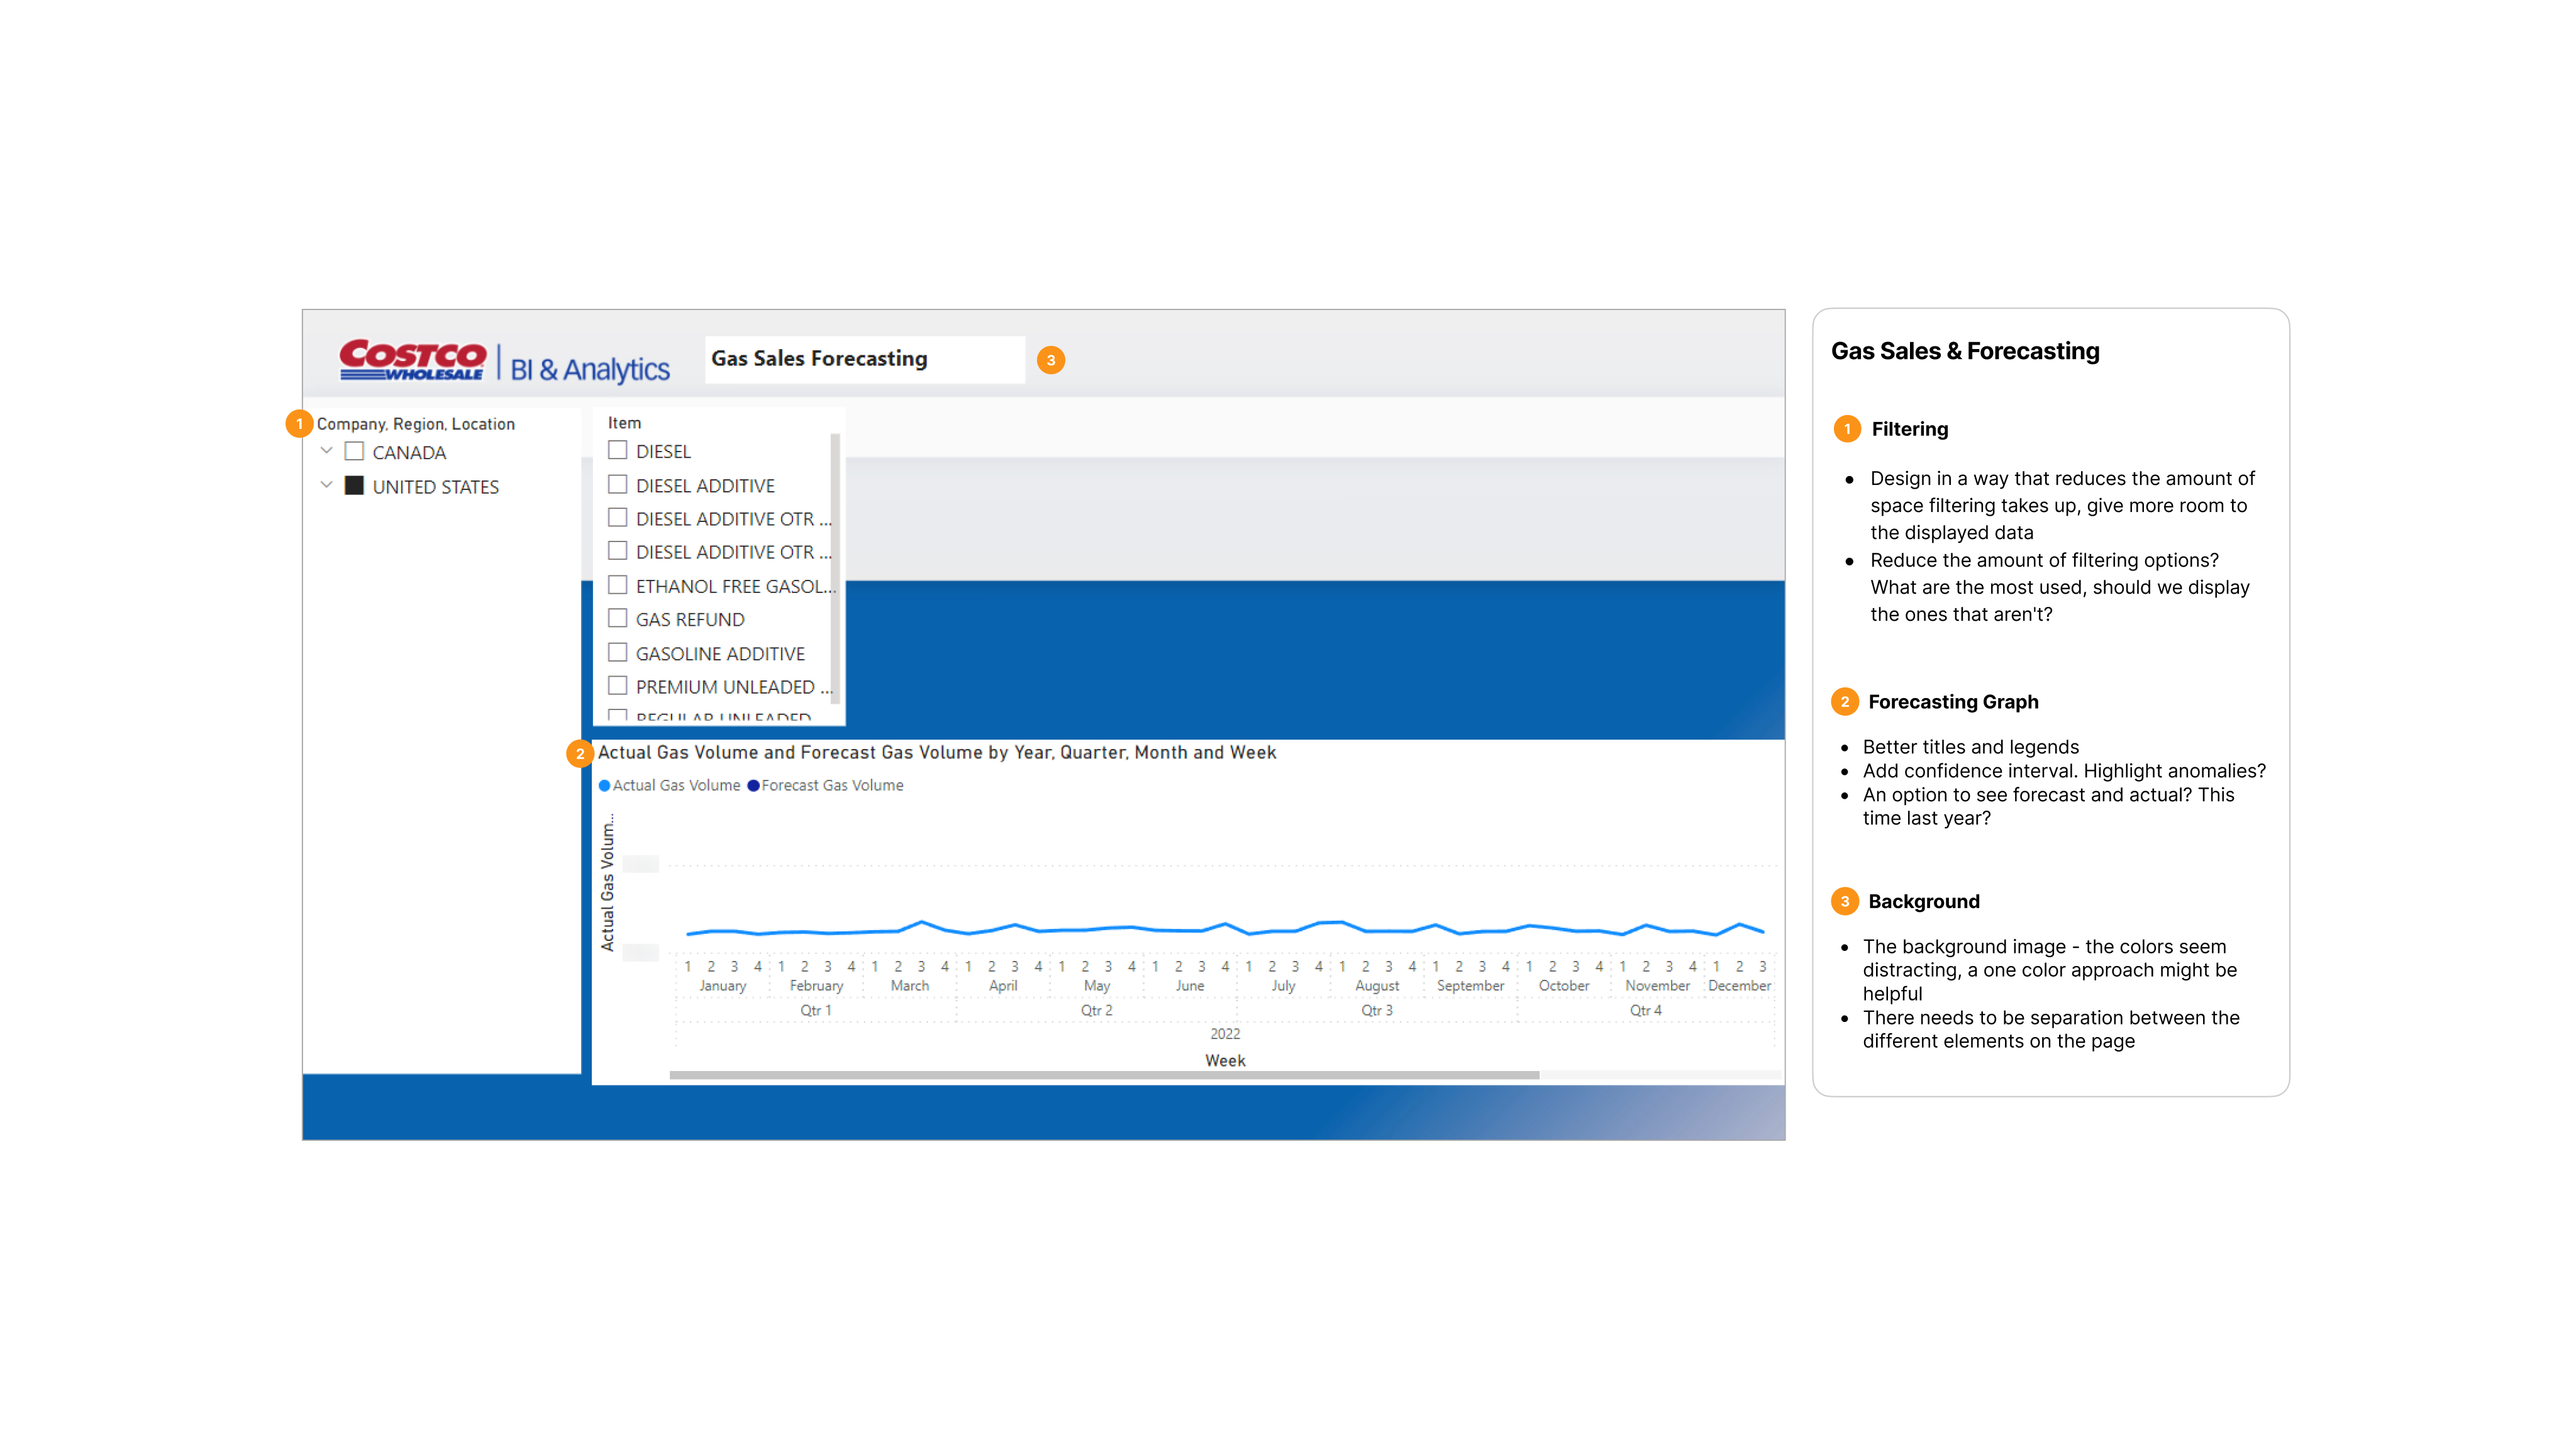 COSTCO
WHOLESALE
BI & Analytics
Gas Sales Forecasting
3
1
Company, Region, Location
CANADA
UNITED STATES
Item
DIESEL
DIESEL ADDITIVE
DIESEL ADDITIVE OTR ...
DIESEL ADDITIVE OTR ...
ETHANOL FREE GASOL...
GAS REFUND
GASOLINE ADDITIVE
PREMIUM UNLEADED ...
REGULAR UNLEADED
2
Actual Gas Volume and Forecast Gas Volume by Year, Quarter, Month and Week
Actual Gas Volume Forecast Gas Volume
Actual Gas Volum...
1 2 3 4 1 2 3 4 1 2 3 4 1 2 3 4 1 2 3 4 1 2 3 4 1 2 3 4 1 2 3 4 1 2 3 4 1 2 3 4 1 2 3 4 1 2 3
January February March April May June July August September October November December
Qtr 1 Qtr 2 Qtr 3 Qtr 4
2022
Week
Gas Sales & Forecasting
1 Filtering
• Design in a way that reduces the amount of
space filtering takes up, give more room to
the displayed data
• Reduce the amount of filtering options?
What are the most used, should we display
the ones that aren't?
2 Forecasting Graph
• Better titles and legends
• Add confidence interval. Highlight anomalies?
• An option to see forecast and actual? This
time last year?
3 Background
• The background image - the colors seem
distracting, a one color approach might be
helpful
• There needs to be separation between the
different elements on the page